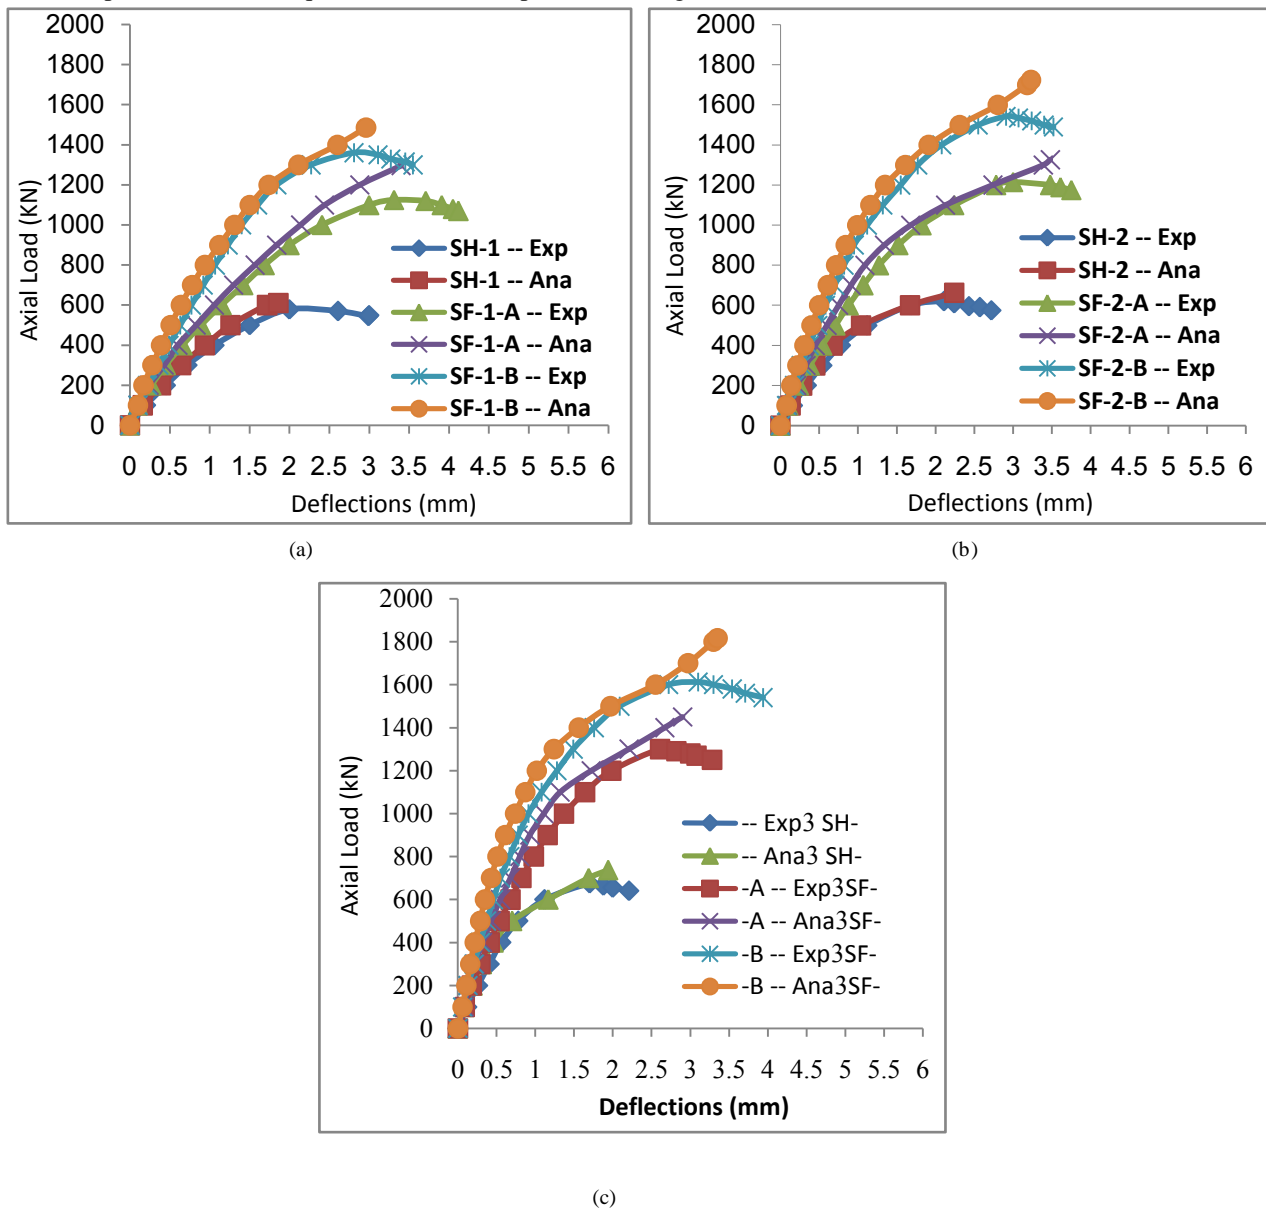 2000
1800
1600
1400
1200
1000
800
600
400
200
0
Axial Load (kN)
SH-1 -- Exp
SH-1 -- Ana
SF-1-A -- Exp
SF-1-A -- Ana
SF-1-B -- Exp
SF-1-B -- Ana
0 0.5 1 1.5 2 2.5 3 3.5 4 4.5 5 5.5 6
Deflections (mm)
(a)
2000
1800
1600
1400
1200
1000
800
600
400
200
0
Axial Load (kN)
SH-2 -- Exp
SH-2 -- Ana
SF-2-A -- Exp
SF-2-A -- Ana
SF-2-B -- Exp
SF-2-B -- Ana
0 0.5 1 1.5 2 2.5 3 3.5 4 4.5 5 5.5 6
Deflections (mm)
(b)
2000
1800
1600
1400
1200
1000
800
600
400
200
0
Axial Load (kN)
-- Exp3 SH-
-- Ana3 SH-
-A -- Exp3SF-
-A -- Ana3SF-
-B -- Exp3SF-
-B -- Ana3SF-
0 0.5 1 1.5 2 2.5 3 3.5 4 4.5 5 5.5 6
Deflections (mm)
(c)